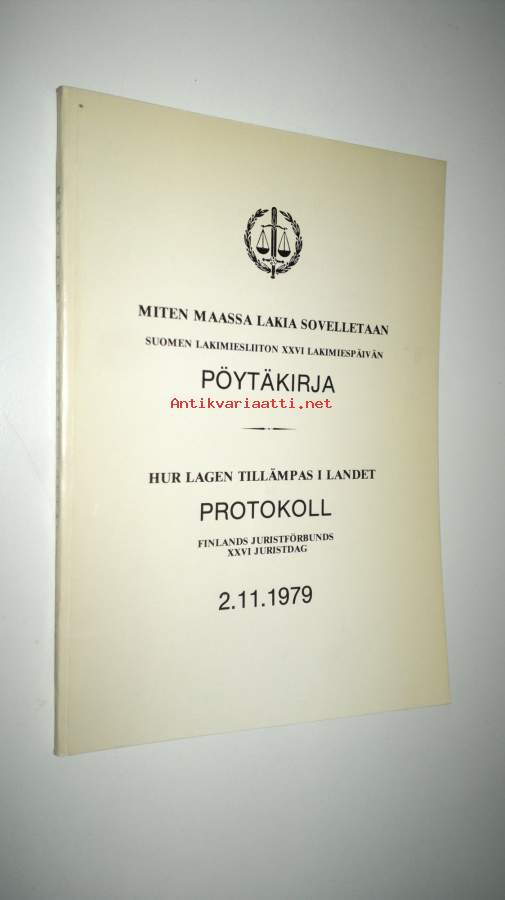 MITEN MAASSA LAKIA SOVELLETAAN
SUOMEN LAKIMIESLIITON XXVI LAKIMIESPÄIVÄN
PÖYTÄKIRJA
Antikvariaatti.net
HUR LAGEN TILLÄMPAS I LANDET
PROTOKOLL
FINLANDS JURISTFÖRBUNDS
XXVI JURISTDAG
2.11.1979